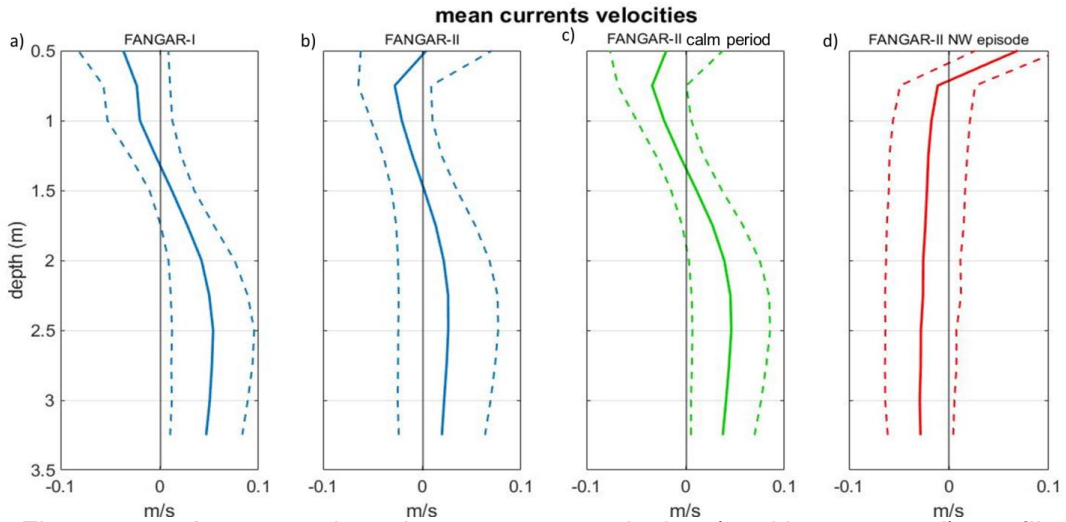 mean currents velocities
a) FANGAR-I
b) FANGAR-II
c) FANGAR-II calm period
d) FANGAR-II NW episode
depth (m)
0.5
1
1.5
2
2.5
3
3.5
-0.1 0 0.1
m/s
-0.1 0 0.1
m/s
-0.1 0 0.1
m/s
-0.1 0 0.1
m/s